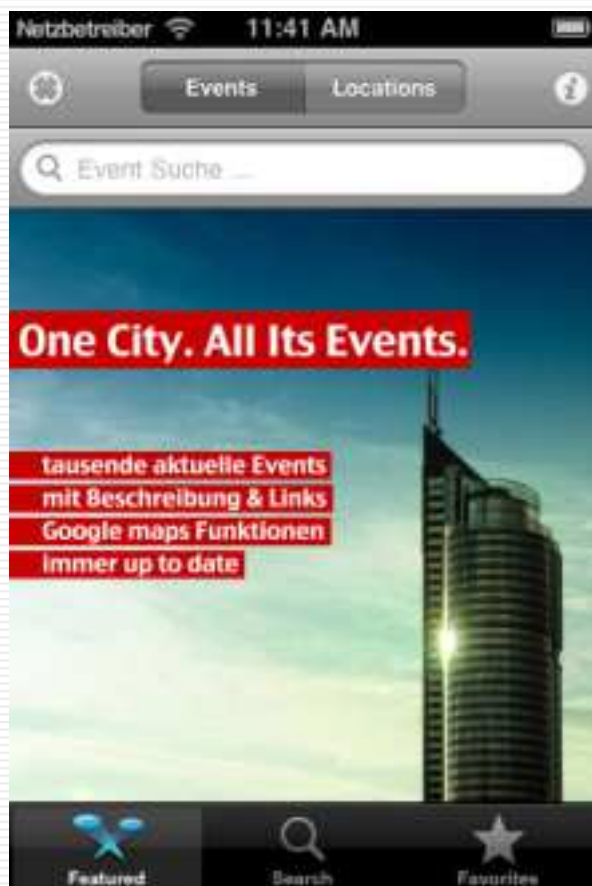 Netzbetreiber 11:41 AM
Events Locations
Event Suche ...
One City. All Its Events.
tausende aktuelle Events
mit Beschreibung & Links
Google maps Funktionen
immer up to date
Featured Search Favorites